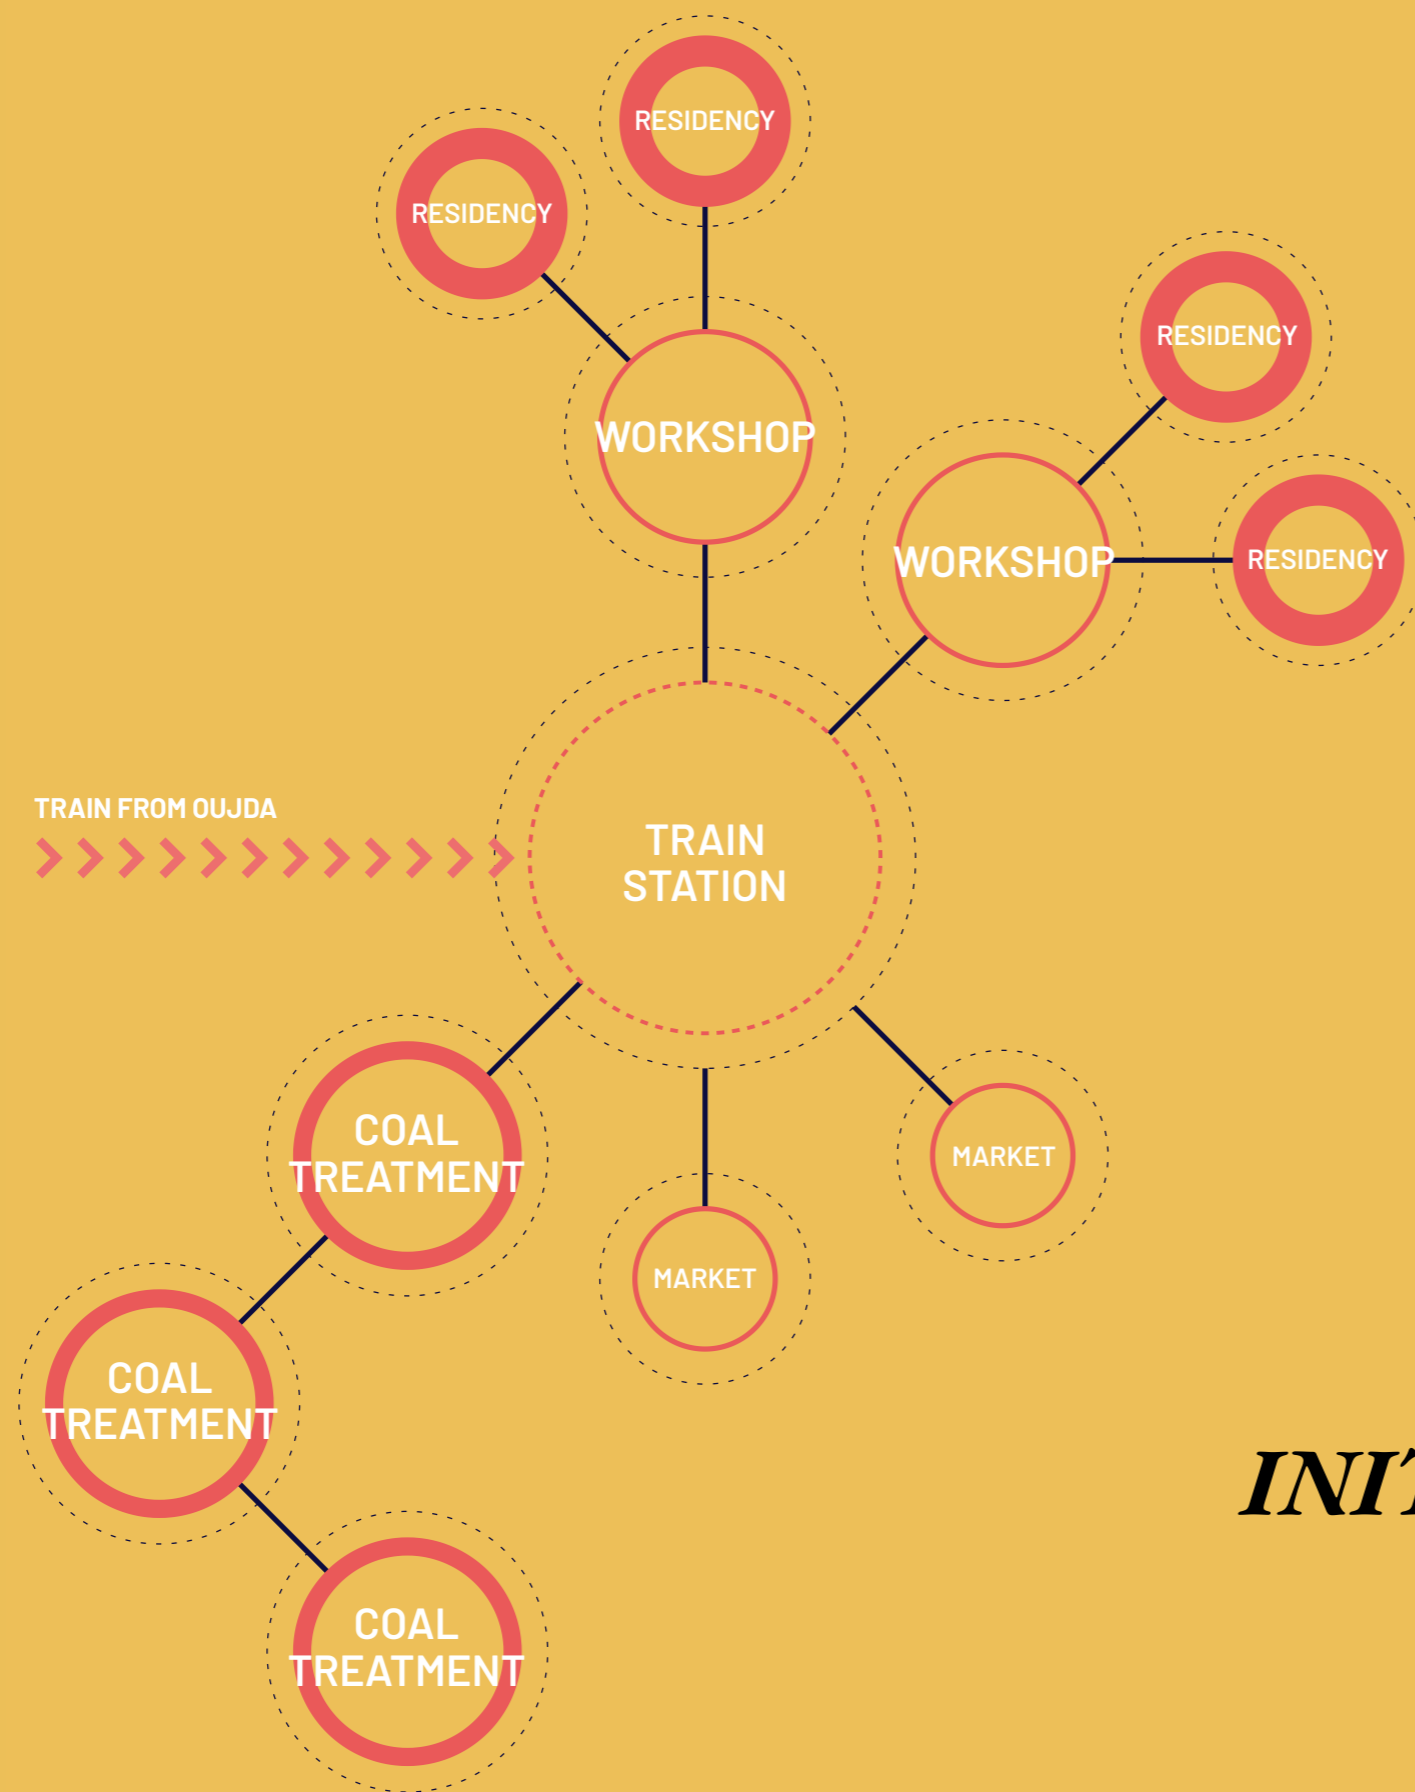 RESIDENCY
RESIDENCY
RESIDENCY
WORKSHOP
WORKSHOP
RESIDENCY
TRAIN FROM OUJDA
TRAIN
STATION
COAL
TREATMENT
MARKET
MARKET
COAL
TREATMENT
COAL
TREATMENT